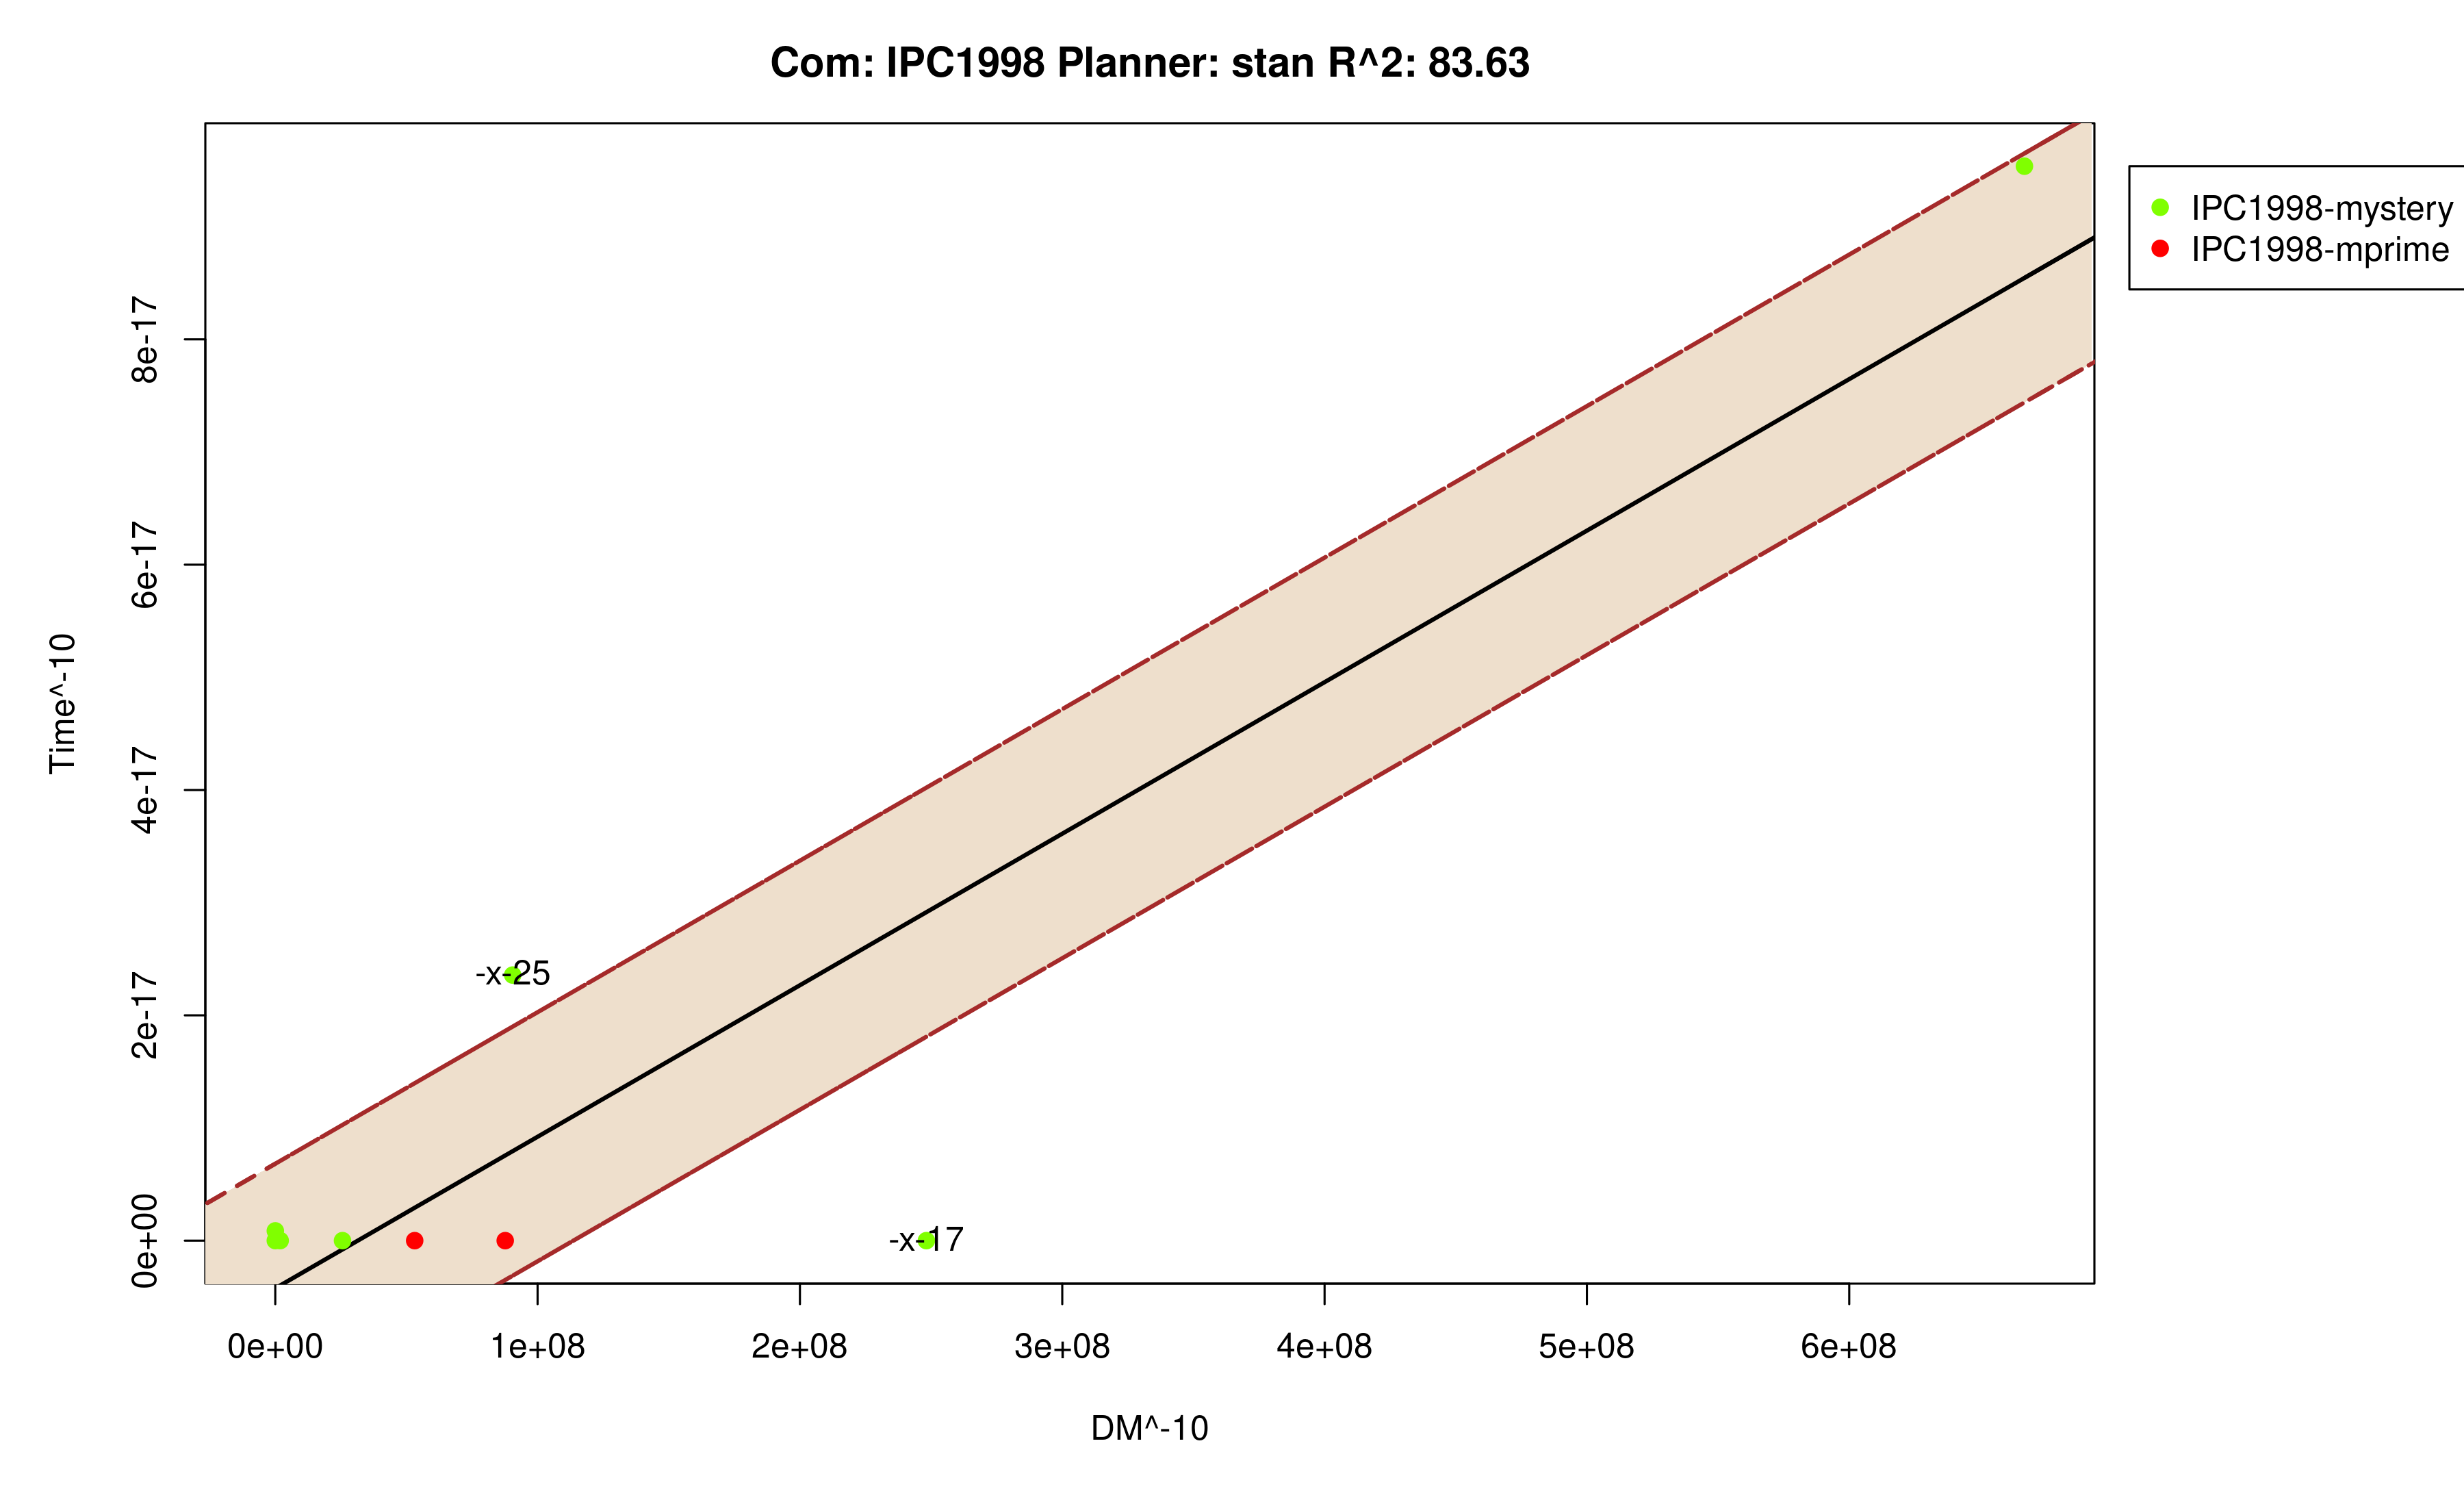 Com: IPC1998 Planner: stan R^2: 83.63
IPC1998-mystery
IPC1998-mprime
Time^-10
8e-17
6e-17
4e-17
2e-17
0e+00
-x-25
-x-17
0e+00 1e+08 2e+08 3e+08 4e+08 5e+08 6e+08
DM^-10